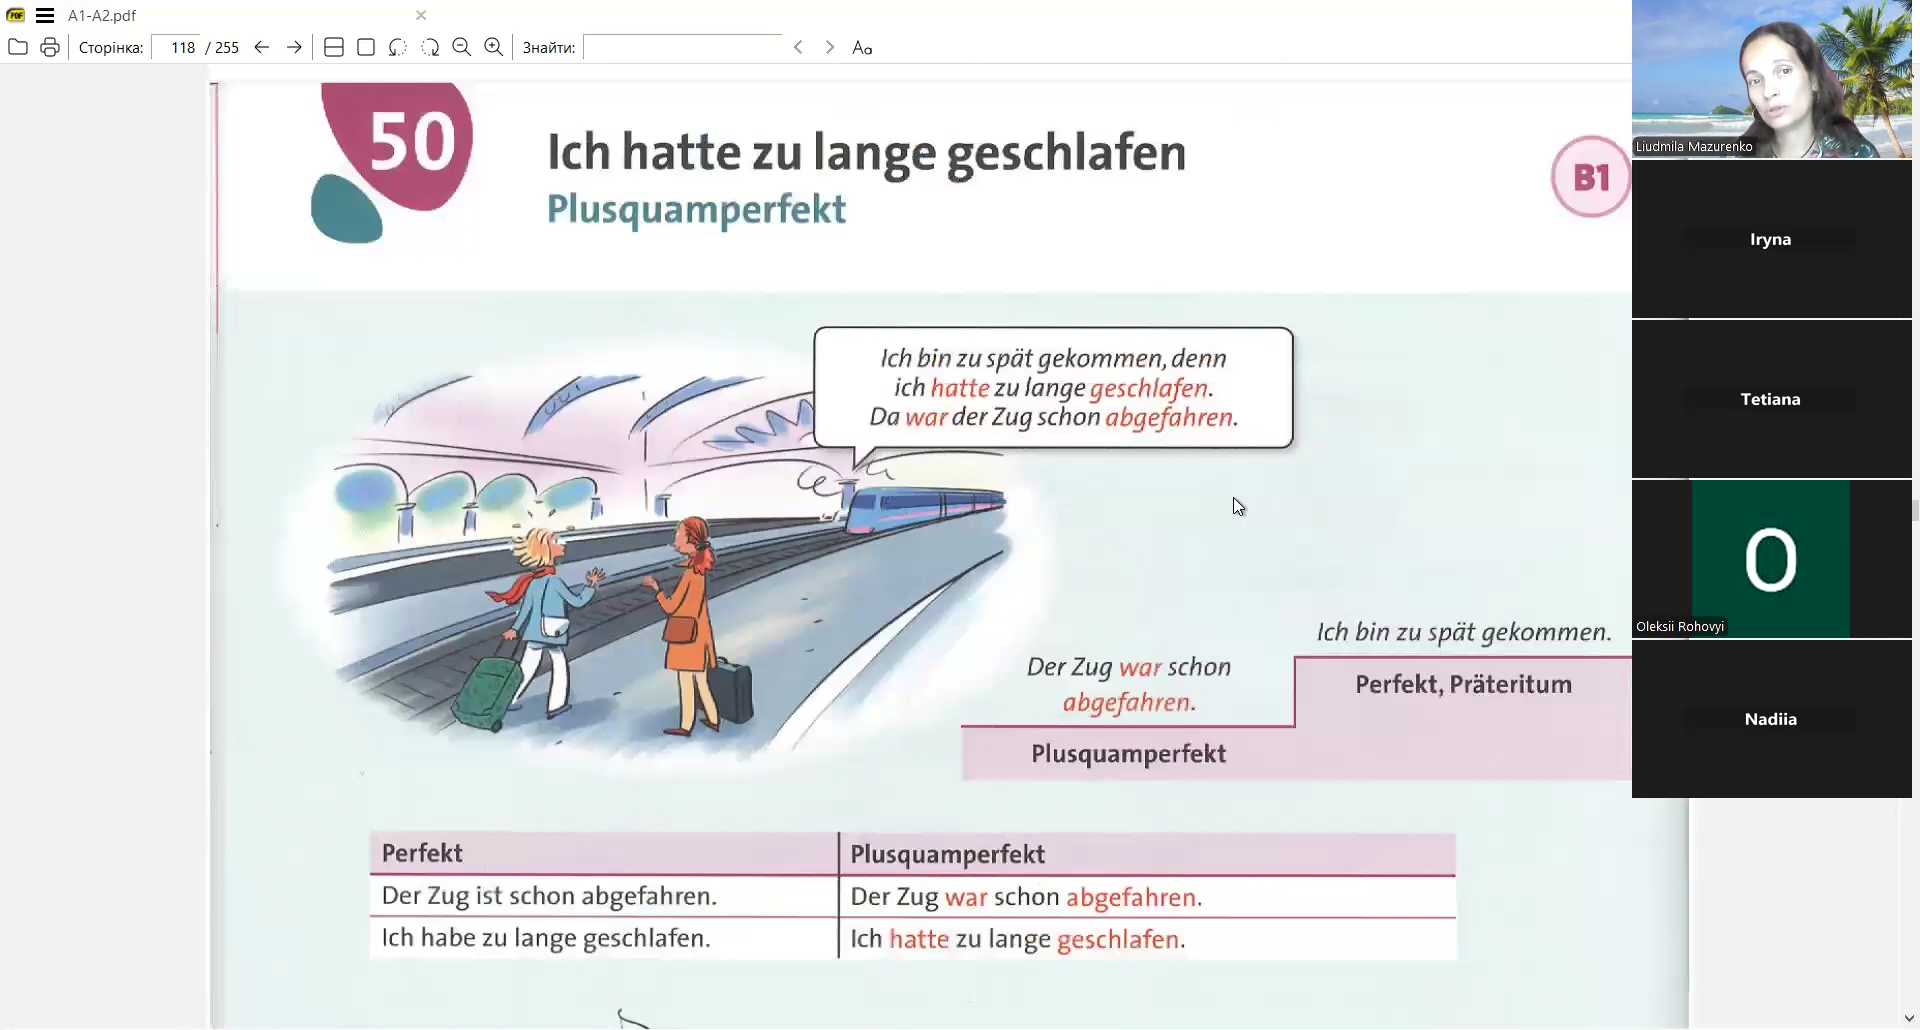 A1-A2.pdf
Сторінка: 118 / 255
Знайти:
Aa
50
Ich hatte zu lange geschlafen
Plusquamperfekt
B1
Ich bin zu spät gekommen, denn
ich hatte zu lange geschlafen.
Da war der Zug schon abgefahren.
Ich bin zu spät gekommen.
Der Zug war schon
abgefahren.
Perfekt, Präteritum
Plusquamperfekt
Perfekt
Plusquamperfekt
Der Zug ist schon abgefahren.
Der Zug war schon abgefahren.
Ich habe zu lange geschlafen.
Ich hatte zu lange geschlafen.
Liudmila Mazurenko
Iryna
Tetiana
O
Oleksii Rohovyi
Nadiia